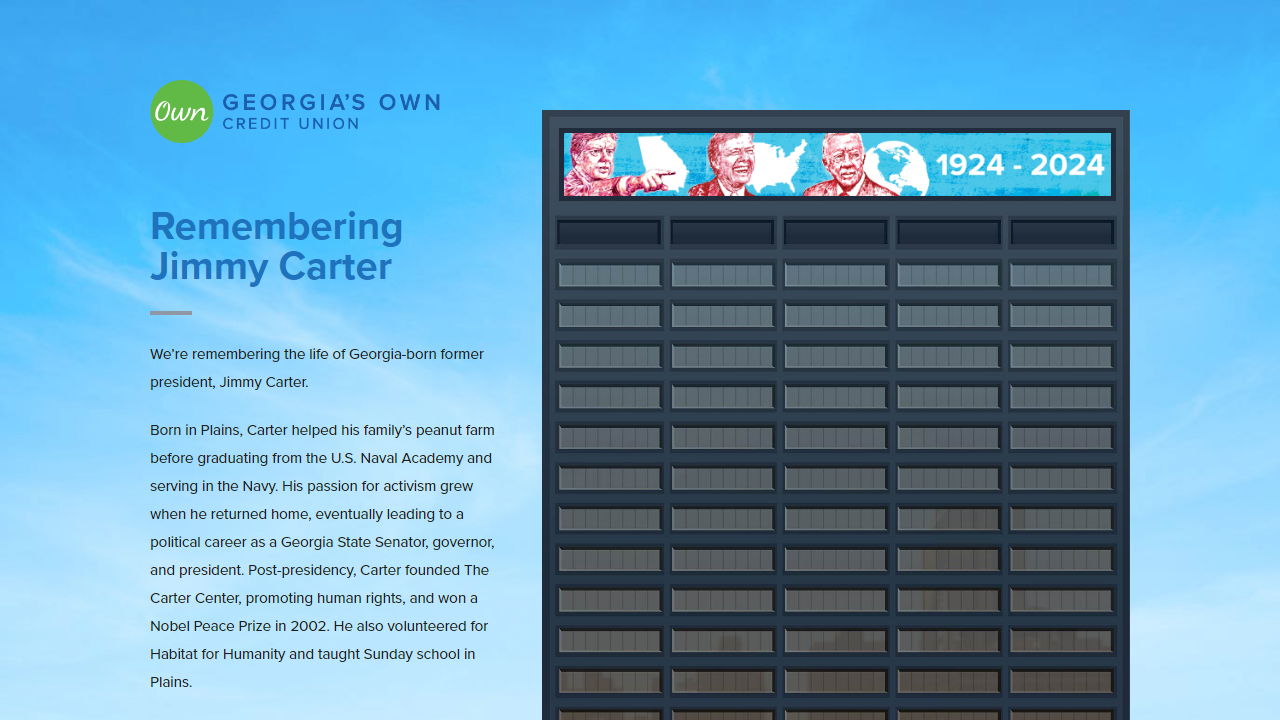 Own
GEORGIA'S OWN
CREDIT UNION
1924 - 2024
Remembering
Jimmy Carter
We're remembering the life of Georgia-born former
president, Jimmy Carter.
Born in Plains, Carter helped his family's peanut farm
before graduating from the U.S. Naval Academy and
serving in the Navy. His passion for activism grew
when he returned home, eventually leading to a
political career as a Georgia State Senator, governor,
and president. Post-presidency, Carter founded The
Carter Center, promoting human rights, and won a
Nobel Peace Prize in 2002. He also volunteered for
Habitat for Humanity and taught Sunday school in
Plains.